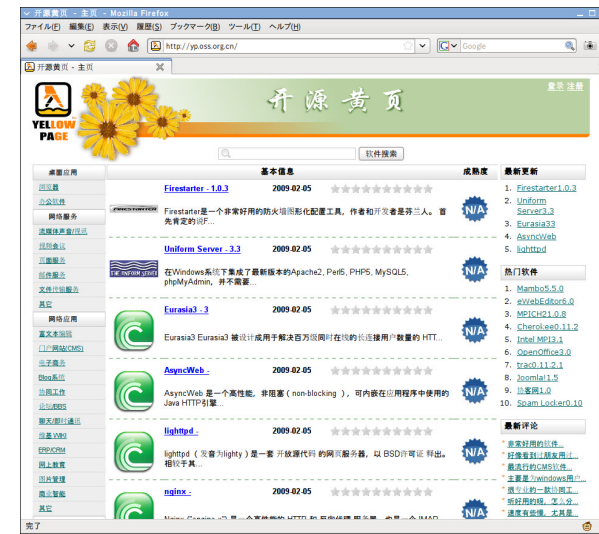 开源黄页 - 主页 - Mozilla Firefox
ファイル(F) 編集(E) 表示(V) 履歴(S) ブックマーク(B) ツール(T) ヘルプ(H)
http://yp.oss.org.cn/
Google
开源黄页 - 主页
YELLOW PAGE
开源黄页
登录 注册
软件搜索
桌面应用
浏览器
办公软件
网络服务
流媒体声音/视讯
视频会议
页面服务
邮件服务
文件传输服务
其它
网络应用
富文本编辑
门户网站(CMS)
电子商务
Blog系统
协同工作
论坛/BBS
聊天/即时通讯
维基 WIKI
ERP/CRM
网上教育
图片管理
商业智能
其它
基本信息
成熟度
Firestarter - 1.0.3 2009-02-05
FIRESTARTER
Firestarter是一个非常好用的防火墙图形化配置工具，作者和开发者是芬兰人。 首
先肯定的说F...
N/A
Uniform Server - 3.3 2009-02-05
THE UNIFORM SERVER
在Windows系统下集成了最新版本的Apache2, Perl5, PHP5, MySQL5,
phpMyAdmin, 并不需要...
N/A
Eurasia3 - 3 2009-02-05
Eurasia3 Eurasia3 被设计成用于解决百万级同时在线的长连接用户数量的 HTT...
N/A
AsyncWeb - 2009-02-05
AsyncWeb 是一个高性能，非阻塞（non-blocking ），可内嵌在应用程序中使用的
Java HTTP引擎...
N/A
lighttpd - 2009-02-05
lighttpd （ 发音为lighty ）是一套 开放源代码 的网页服务器，以 BSD许可证 释出。
相较于其...
N/A
nginx - 2009-02-05
N/A
最新更新
1. Firestarter1.0.3
2. Uniform
Server3.3
3. Eurasia33
4. AsyncWeb
5. lighttpd
热门软件
1. Mambo5.5.0
2. eWebEditor6.0
3. MPICH21.0.8
4. Cherokee0.11.2
5. Intel MPI3.1
6. OpenOffice3.0
7. trac0.11.2.1
8. Joomla!1.5
9. 协客网1.0
10. Spam Locker0.10
最新评论
* 非常好用的软件...
* 好像看到过朋友用过...
* 最流行的CMS软件...
* 主要是为windows用户...
* 很专业的一款协同工...
* 听好用的呀，怎么分...
* 速度有些慢，尤其是...
完了